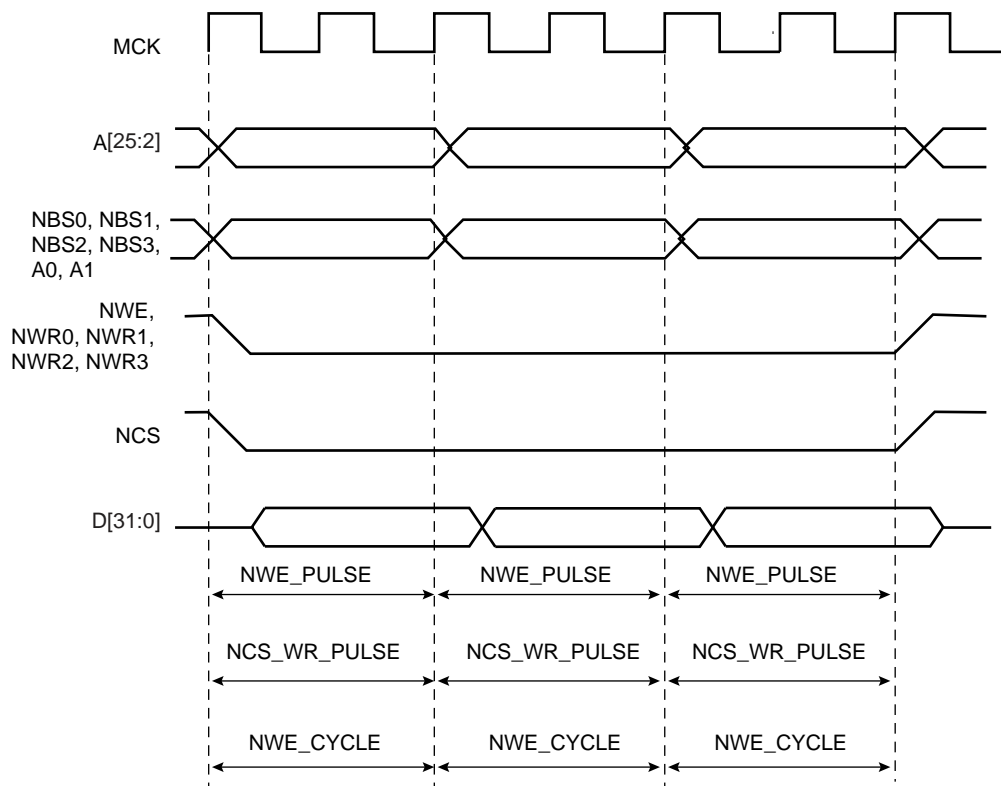 MCK
A[25:2]
NBS0, NBS1,
NBS2, NBS3,
A0, A1
NWE,
NWR0, NWR1,
NWR2, NWR3
NCS
D[31:0]
NWE_PULSE NWE_PULSE NWE_PULSE
NCS_WR_PULSE NCS_WR_PULSE NCS_WR_PULSE
NWE_CYCLE NWE_CYCLE NWE_CYCLE